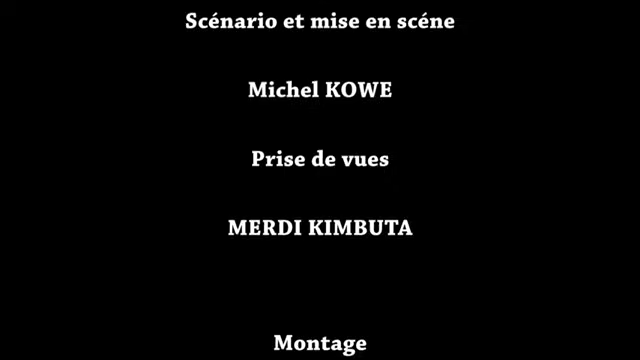 Scénario et mise en scéne
Michel KOWE
Prise de vues
MERDI KIMBUTA
Montage